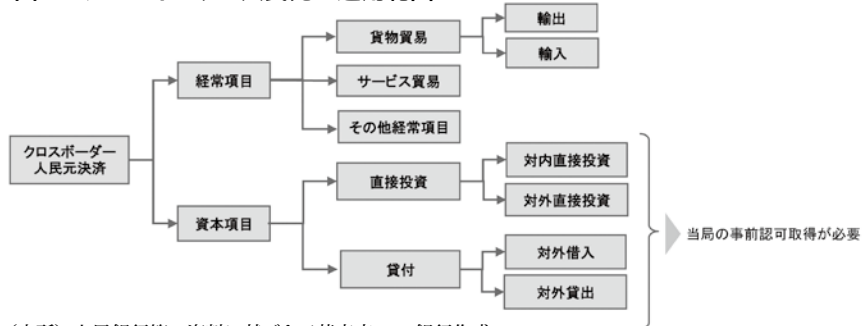 輸出
貨物貿易
輸入
経常項目
サービス貿易
その他経常項目
クロスボーダー
人民元決済
対内直接投資
直接投資
対外直接投資
資本項目
当局の事前認可取得が必要
対外借入
貸付
対外貸出